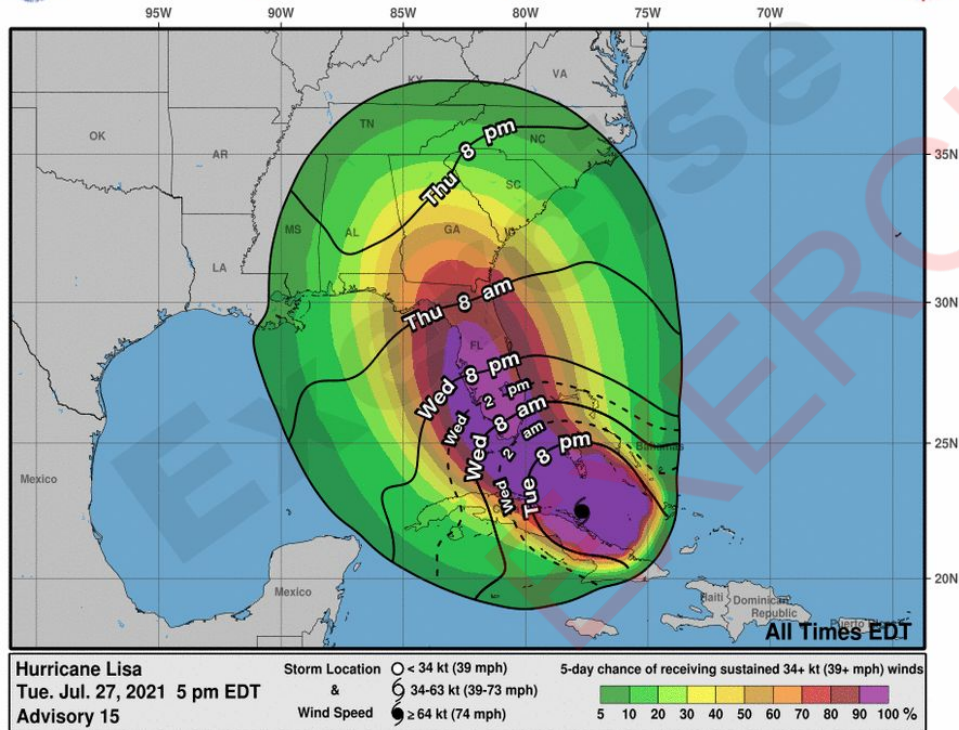 95W 90W 85W 80W 75W 70W
35N
30N
25N
20N
KY
VA
TN
NC
OK
AR
SC
MS
AL
GA
LA
FL
Mexico
Mexico
Bahamas
Haiti
Dominican
Republic
Puerto
Thu 8 pm
Thu 8 am
Wed 8 pm
Wed 2 pm
Wed 8 am
Wed 2 am
Tue 8 pm
Exercise
EXERC
All Times EDT
Hurricane Lisa
Tue. Jul. 27, 2021 5 pm EDT
Advisory 15
Storm Location
&
Wind Speed
< 34 kt (39 mph)
34-63 kt (39-73 mph)
≥ 64 kt (74 mph)
5-day chance of receiving sustained 34+ kt (39+ mph) winds
5 10 20 30 40 50 60 70 80 90 100 %